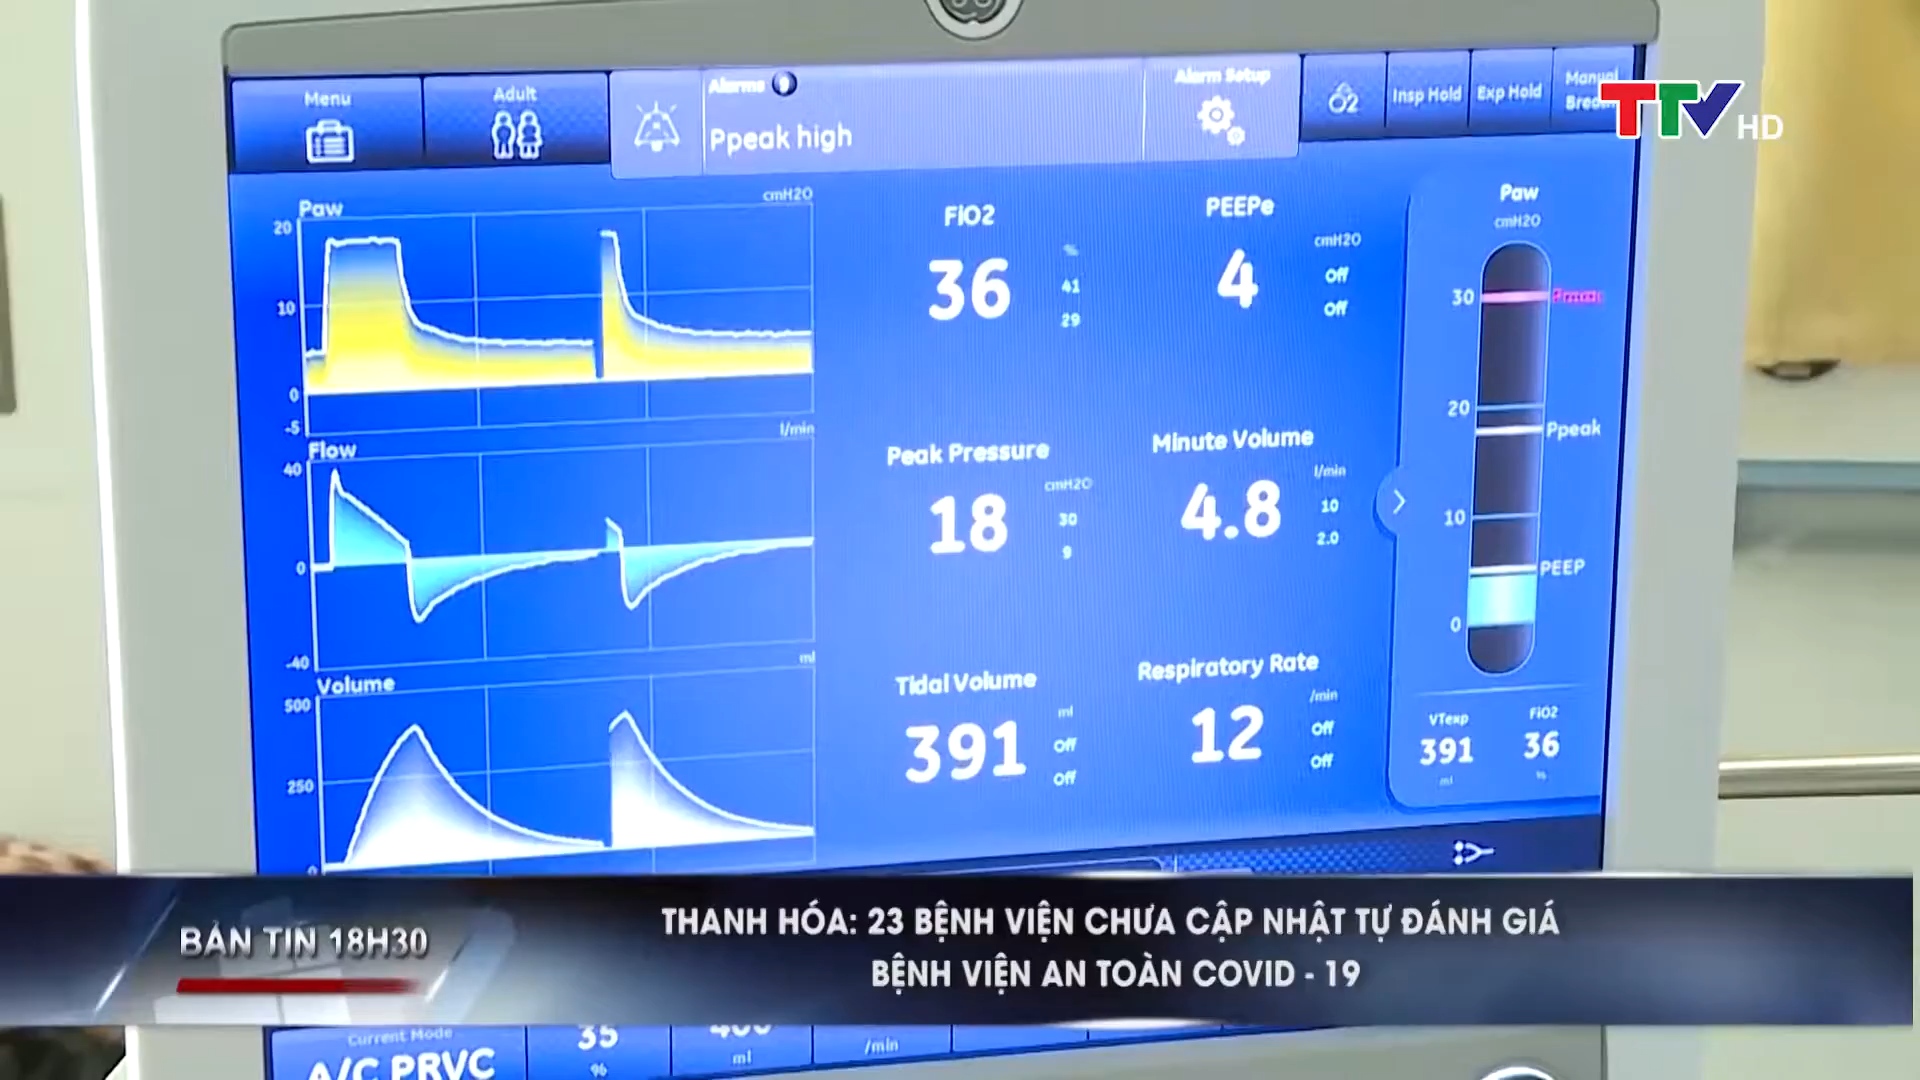 Menu
Adult
Alarms
Ppeak high
Alarm Setup
O2
Insp Hold
Exp Hold
Manual
TTV HD
Paw
cmH2O
20
10
0
-5
Flow
l/min
40
0
-40
Volume
ml
500
250
0
FiO2
36
%
41
29
PEEPe
4
cmH2O
Off
Off
Peak Pressure
18
cmH2O
30
9
Minute Volume
4.8
l/min
10
2.0
Tidal Volume
391
ml
Off
Off
Respiratory Rate
12
/min
Off
Off
Paw
cmH2O
30
Pmax
20
Ppeak
10
PEEP
0
VTexp
391
ml
FiO2
36
%
BẢN TIN 18H30
THANH HÓA: 23 BỆNH VIỆN CHƯA CẬP NHẬT TỰ ĐÁNH GIÁ
BỆNH VIỆN AN TOÀN COVID - 19
Current Mode
A/C PRVC
35
%
400
ml
/min